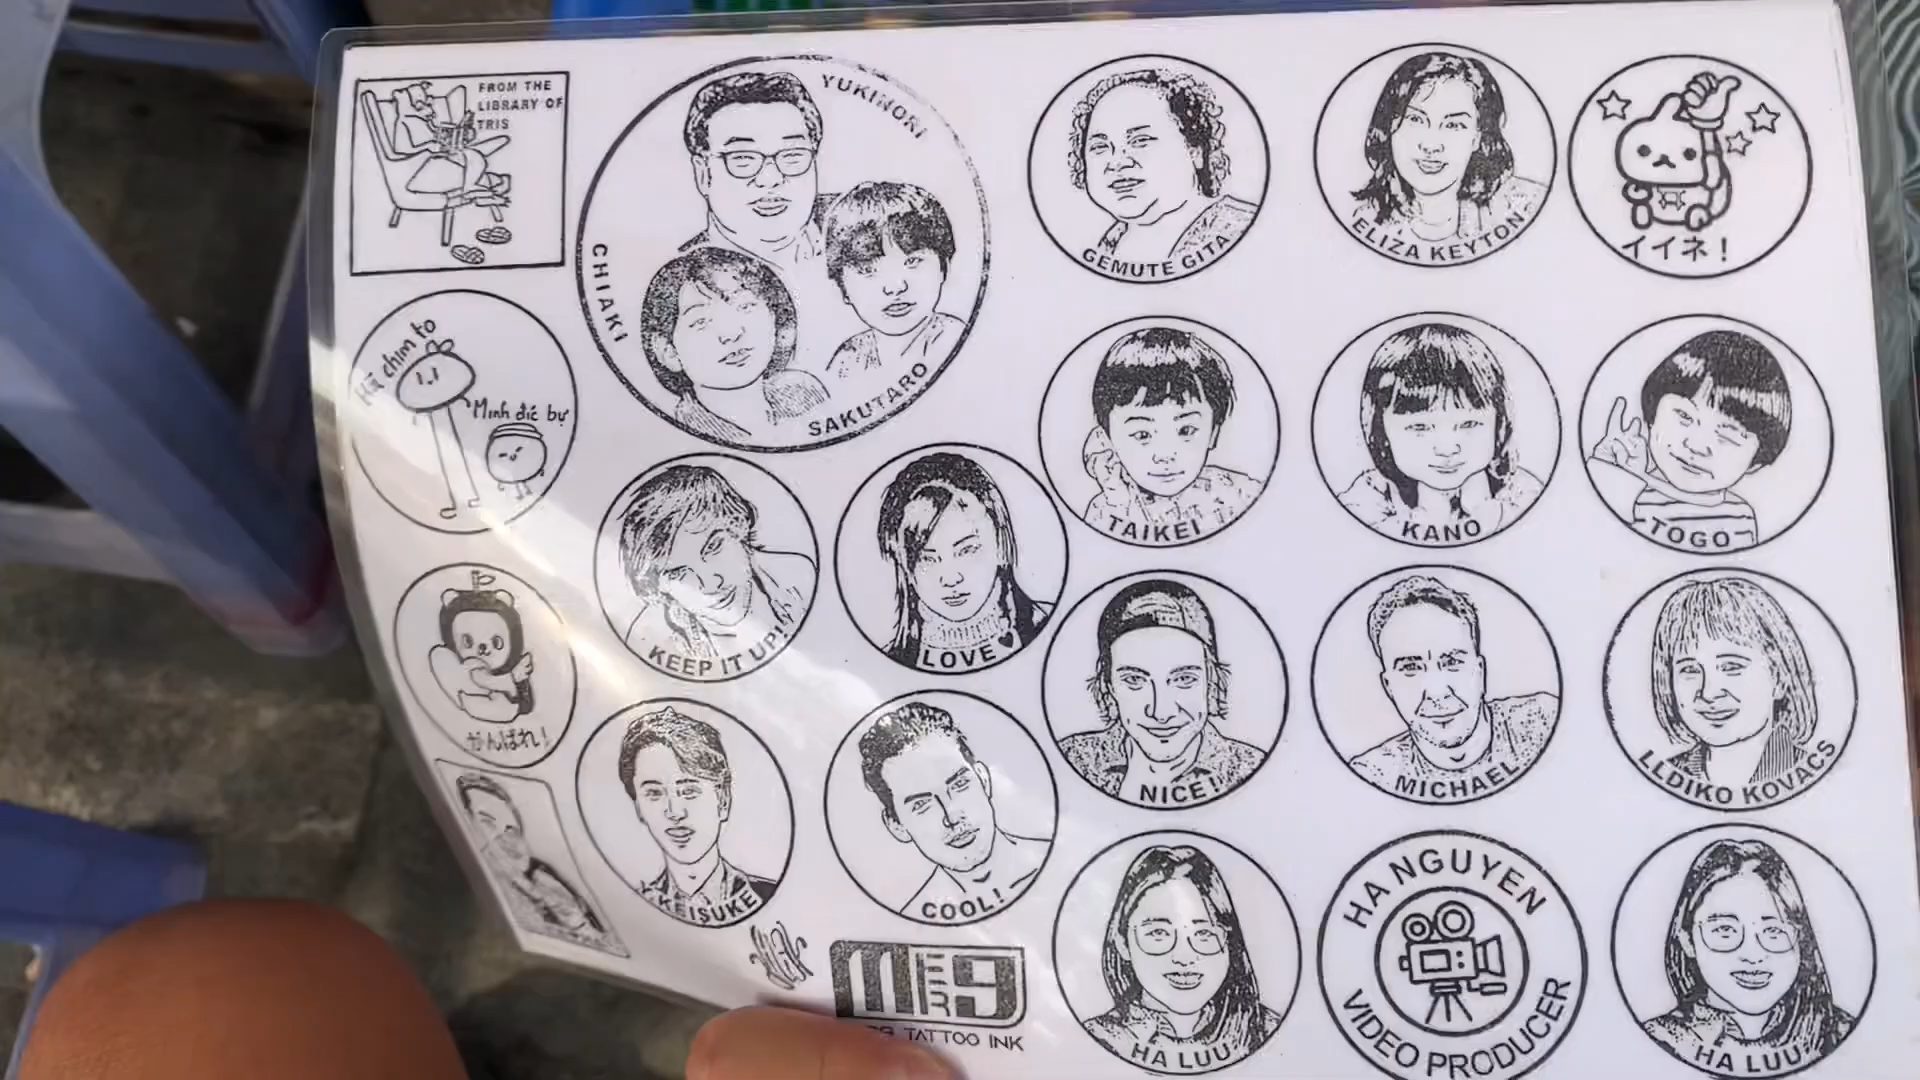 FROM THE
LIBRARY OF
TRIS
YUKINORI
CHIAKI
SAKUTARO
GEMUTE GITA
ELIZA KEYTON
イイネ！
Hà chim to
Minh đíc bự
TAIKEI
KANO
TOGO
KEEP IT UP!
LOVE
がんばれ！
NICE!
MICHAEL
LLDIKO KOVACS
KEISUKE
COOL!
TATTOO INK
HA LUU
HA NGUYEN
VIDEO PRODUCER
HA LUU